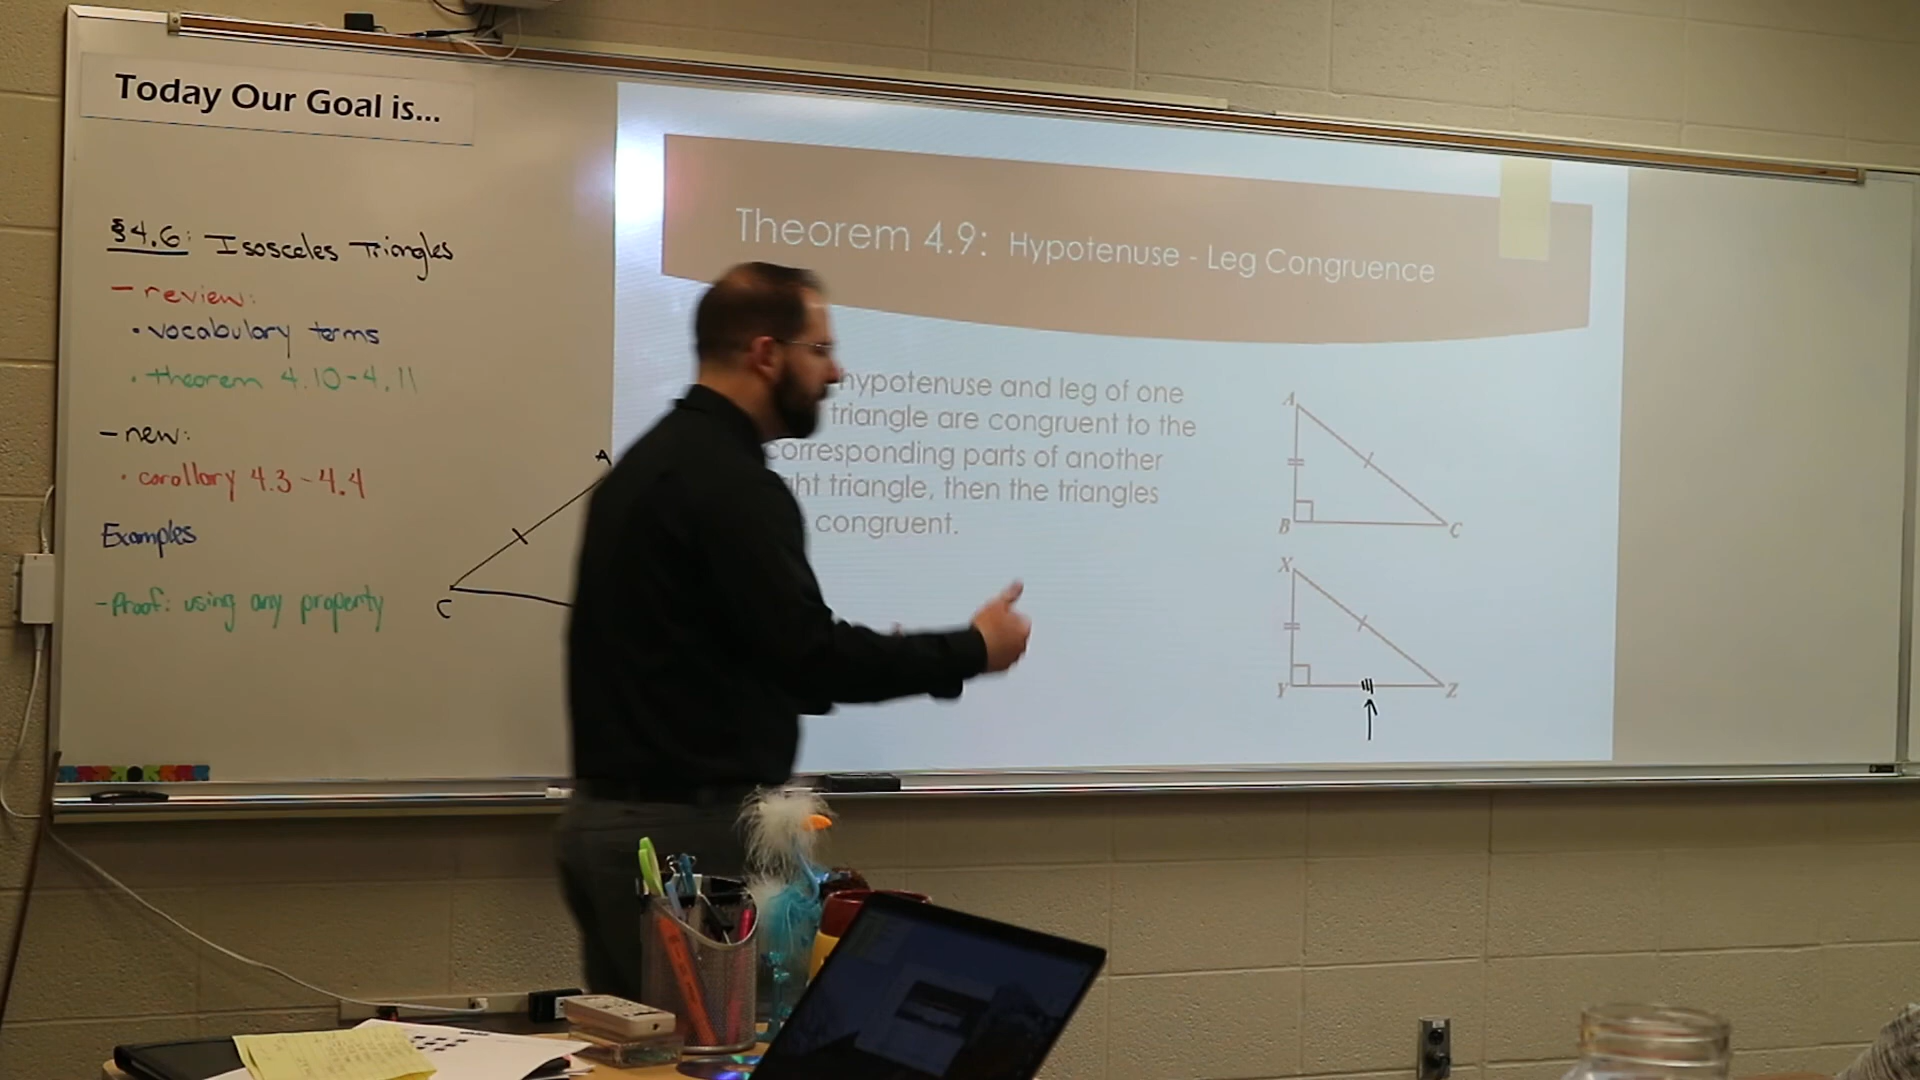 Today Our Goal is...
§4.6: Isosceles Triangles
- review:
• vocabulary terms
• theorem 4.10-4.11
- new:
• corollary 4.3-4.4
Examples
- Proof: using any property
A
C
Theorem 4.9: Hypotenuse - Leg Congruence
hypotenuse and leg of one
triangle are congruent to the
corresponding parts of another
triangle, then the triangles
congruent.
A
B
C
X
Y
Z